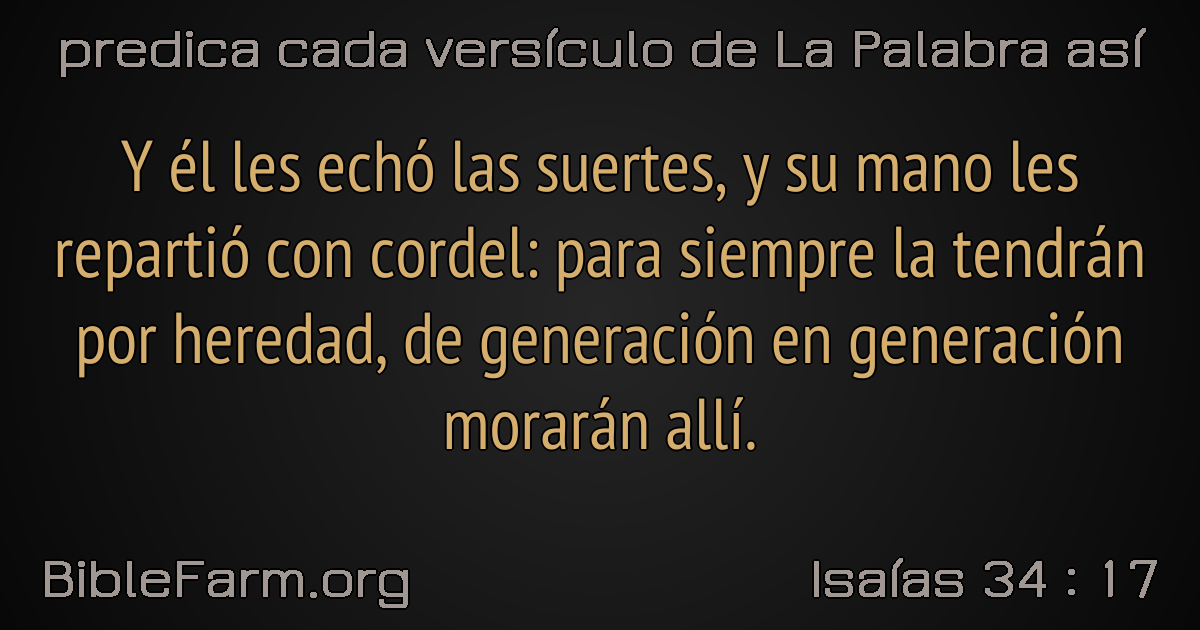 predica cada versículo de La Palabra así
Y él les echó las suertes, y su mano les
repartió con cordel: para siempre la tendrán
por heredad, de generación en generación
morarán allí.
BibleFarm.org
Isaías 34 : 17